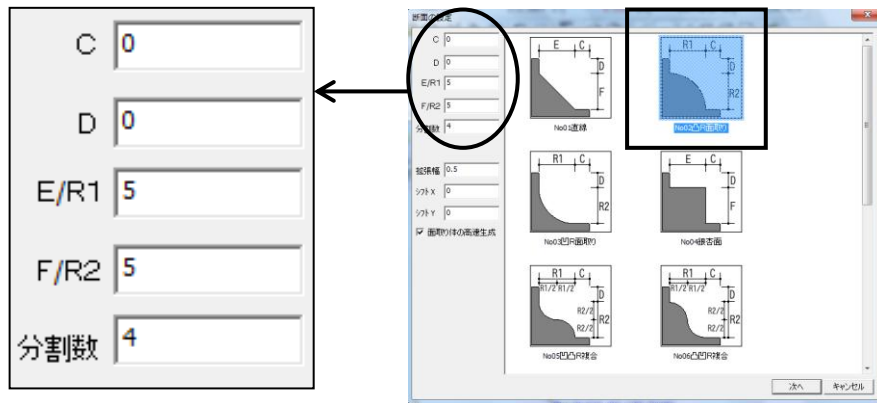 C 0
D 0
E/R1 5
F/R2 5
分割数 4
断面の設定
C 0
D 0
E/R1 5
F/R2 5
分割数 4
拡張幅 0.5
シフトX 0
シフトY 0
面取り体の高速生成
E C
D
F
No01直線
R1 C
D
R2
No02凸R面取り
R1 C
D
R2
No03凹R面取り
E C
D
F
No04銀杏面
R1 C
R1/2 R1/2
D
R2/2
R2
R2/2
No05凹凸R複合
R1 C
R1/2 R1/2
D
R2/2
R2
R2/2
No06凸凹R複合
次へ
キャンセル